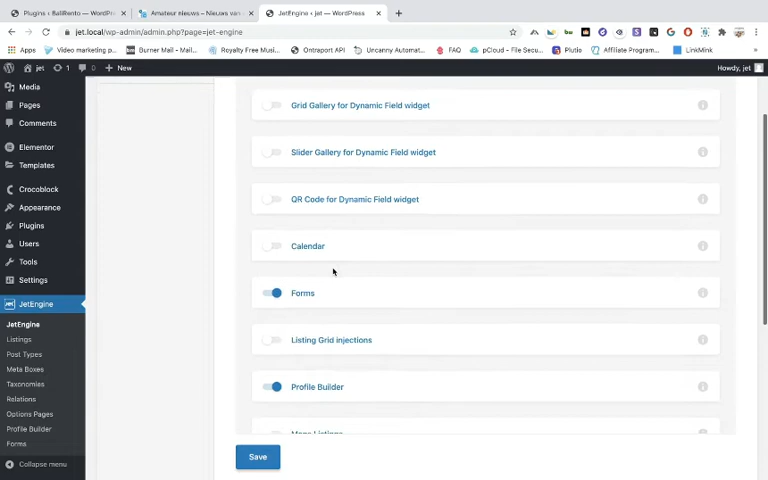 Plugins ‹ BaliRento — WordPr
Amateur nieuws – Nieuws van
JetEngine ‹ jet — WordPress
jet.local/wp-admin/admin.php?page=jet-engine
Apps
Video marketing p...
Burner Mail - Mail...
Royalty Free Musi...
Ontraport API
Uncanny Automat...
FAQ
pCloud - File Secu...
Plutio
Affiliate Program...
LinkMink
jet
1
0
New
Howdy, jet
Media
Pages
Comments
Elementor
Templates
Crocoblock
Appearance
Plugins
Users
Tools
Settings
JetEngine
JetEngine
Listings
Post Types
Meta Boxes
Taxonomies
Relations
Options Pages
Profile Builder
Forms
Collapse menu
Grid Gallery for Dynamic Field widget
Slider Gallery for Dynamic Field widget
QR Code for Dynamic Field widget
Calendar
Forms
Listing Grid injections
Profile Builder
Maps Listings
Save